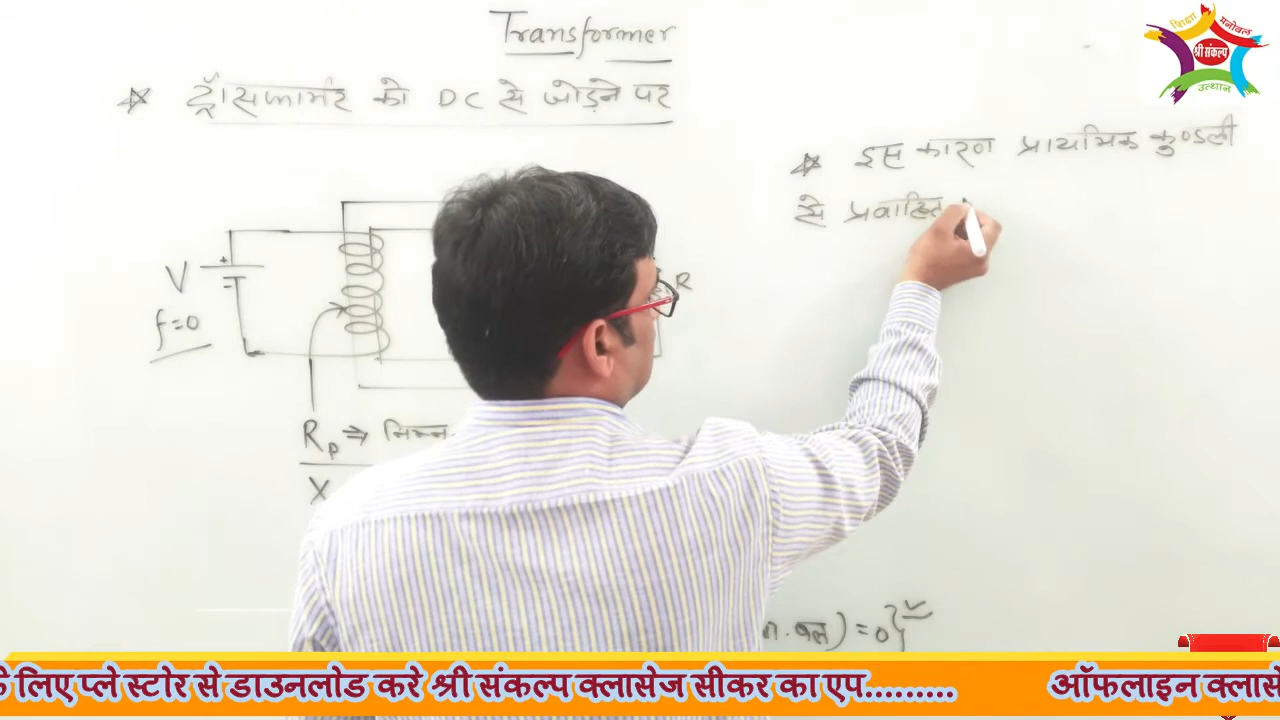 Transformer
* ट्रॉंसफार्मर को DC से जोड़ने पर
* इस कारण प्राथमिक कुण्डली
से प्रवाहित
V
+
-
f=0
R
Rp ⇒ निम्न
X
बल) = 0}
शिक्षा
मनोबल
श्री संकल्प
उत्थान
लिए प्ले स्टोर से डाउनलोड करे श्री संकल्प क्लासेज सीकर का एप......... ऑफलाइन